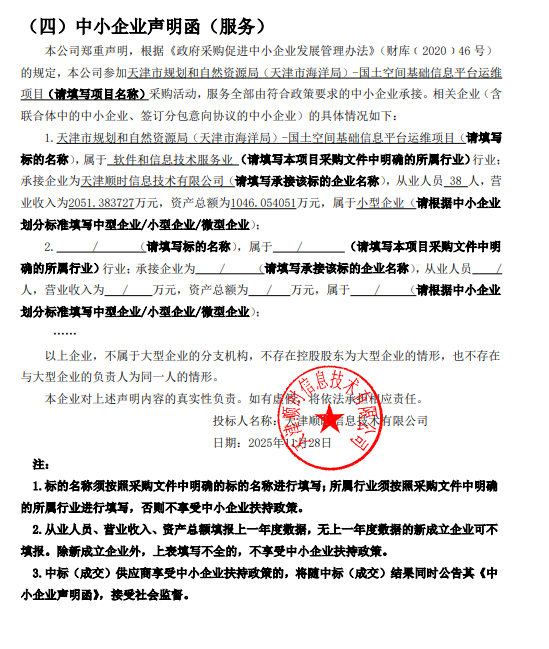 （四）中小企业声明函（服务）
本公司郑重声明，根据《政府采购促进中小企业发展管理办法》（财库﹝2020﹞46 号）
的规定，本公司参加天津市规划和自然资源局（天津市海洋局）-国土空间基础信息平台运维
项目（请填写项目名称）采购活动，服务全部由符合政策要求的中小企业承接。相关企业（含
联合体中的中小企业、签订分包意向协议的中小企业）的具体情况如下：
1.天津市规划和自然资源局（天津市海洋局）-国土空间基础信息平台运维项目（请填写
标的名称），属于 软件和信息技术服务业 （请填写本项目采购文件中明确的所属行业）行业；
承接企业为天津顺时信息技术有限公司（请填写承接该标的企业名称），从业人员 38 人，营
业收入为2051.383727万元，资产总额为1046.054051万元，属于小型企业（请根据中小企业
划分标准填写中型企业/小型企业/微型企业）；
2. / （请填写标的名称），属于 / （请填写本项目采购文件中明
确的所属行业）行业；承接企业为 / （请填写承接该标的企业名称），从业人员 /
人，营业收入为 / 万元，资产总额为 / 万元，属于 / （请根据中小企业
划分标准填写中型企业/小型企业/微型企业）；
……
以上企业，不属于大型企业的分支机构，不存在控股股东为大型企业的情形，也不存在
与大型企业的负责人为同一人的情形。
本企业对上述声明内容的真实性负责。如有虚假，将依法承担相应责任。
投标人名称：天津顺时信息技术有限公司
日期：2025年11月28日
天津顺时信息技术有限公司
注：
1.标的名称须按照采购文件中明确的标的名称进行填写；所属行业须按照采购文件中明确
的所属行业进行填写，否则不享受中小企业扶持政策。
2.从业人员、营业收入、资产总额填报上一年度数据，无上一年度数据的新成立企业可不
填报。除新成立企业外，上表填写不全的，不享受中小企业扶持政策。
3.中标（成交）供应商享受中小企业扶持政策的，将随中标（成交）结果同时公告其《中
小企业声明函》，接受社会监督。